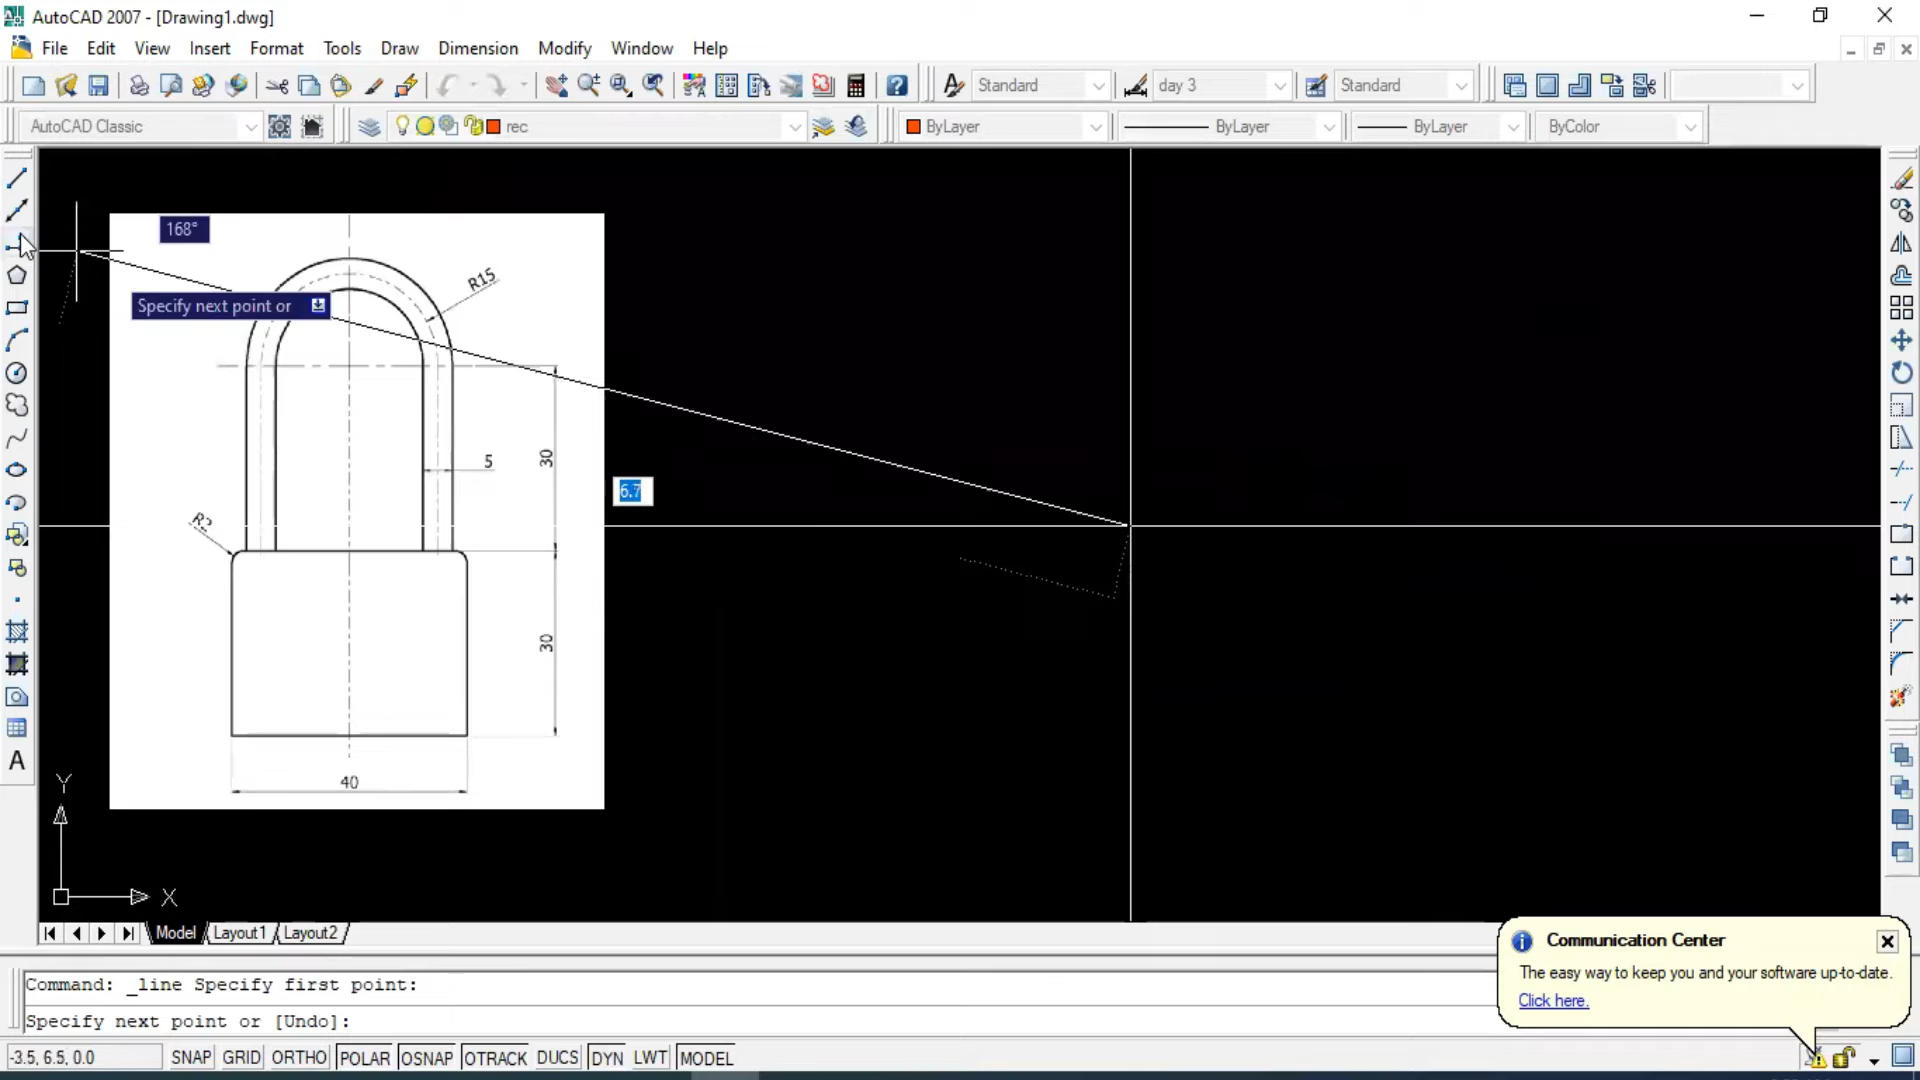 AutoCAD 2007 - [Drawing1.dwg]
File Edit View Insert Format Tools Draw Dimension Modify Window Help
Standard day 3 Standard
AutoCAD Classic rec ByLayer ByLayer ByLayer ByColor
168°
R15
Specify next point or
30
5
6.7
30
40
Y
X
A
Model Layout1 Layout2
Communication Center
The easy way to keep you and your software up-to-date.
Click here.
Command: _line Specify first point:
Specify next point or [Undo]:
-3.5, 6.5, 0.0 SNAP GRID ORTHO POLAR OSNAP OTRACK DUCS DYN LWT MODEL